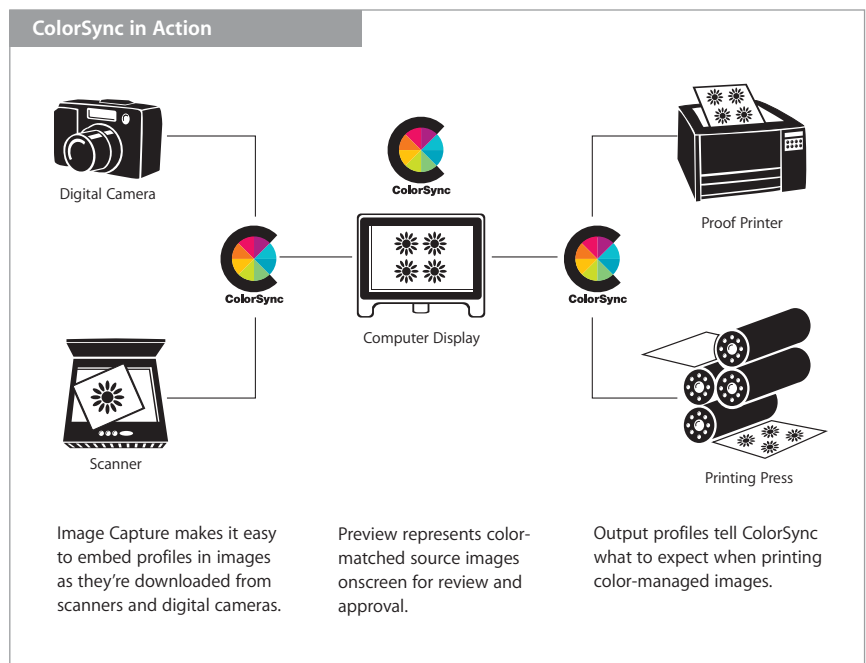 ColorSync in Action
Digital Camera
ColorSync
Proof Printer
ColorSync
ColorSync
Computer Display
Scanner
Printing Press
Image Capture makes it easy
to embed profiles in images
as they’re downloaded from
scanners and digital cameras.
Preview represents color-
matched source images
onscreen for review and
approval.
Output profiles tell ColorSync
what to expect when printing
color-managed images.